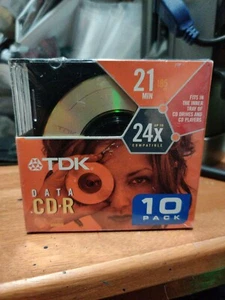 21
MIN
FITS IN
THE INNER
TRAY OF
CD DRIVES AND
CD PLAYERS
24x
COMPATIBLE
TDK
DATA
CD-R
10
PACK